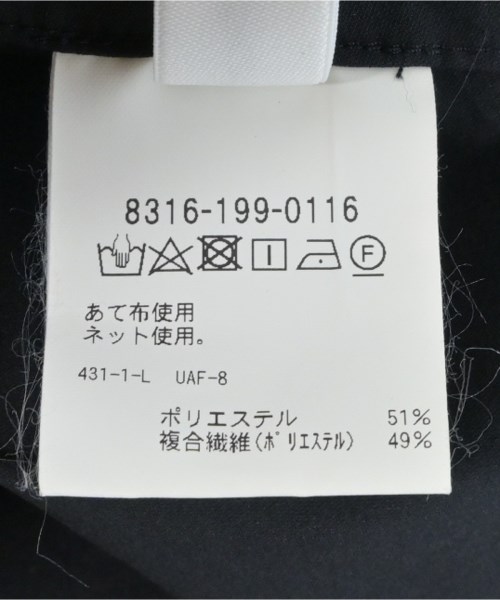 8316-199-0116
F
あて布使用
ネット使用。
431-1-L UAF-8
ポリエステル 51%
複合繊維(ﾎﾟﾘｴｽﾃﾙ) 49%